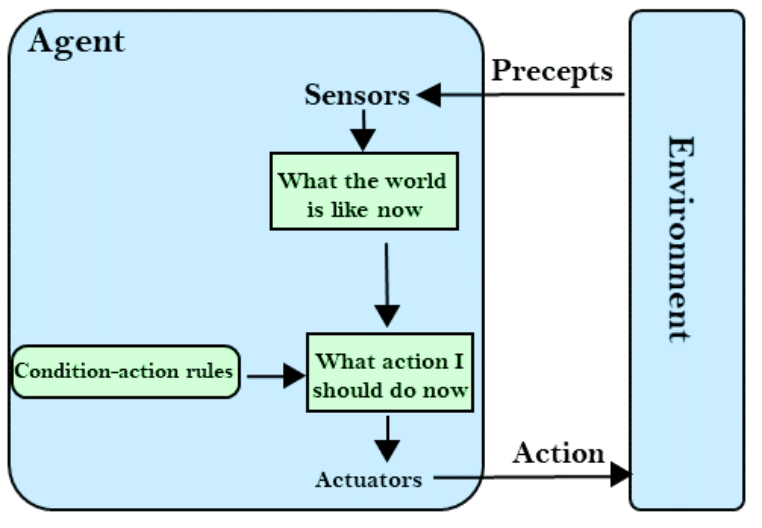 Agent
Precepts
Sensors
What the world
is like now
Environment
Condition-action rules
What action I
should do now
Action
Actuators